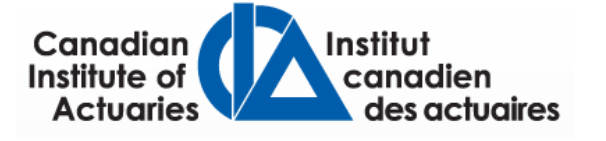 Canadian
Institute of
Actuaries
Institut
canadien
des actuaires